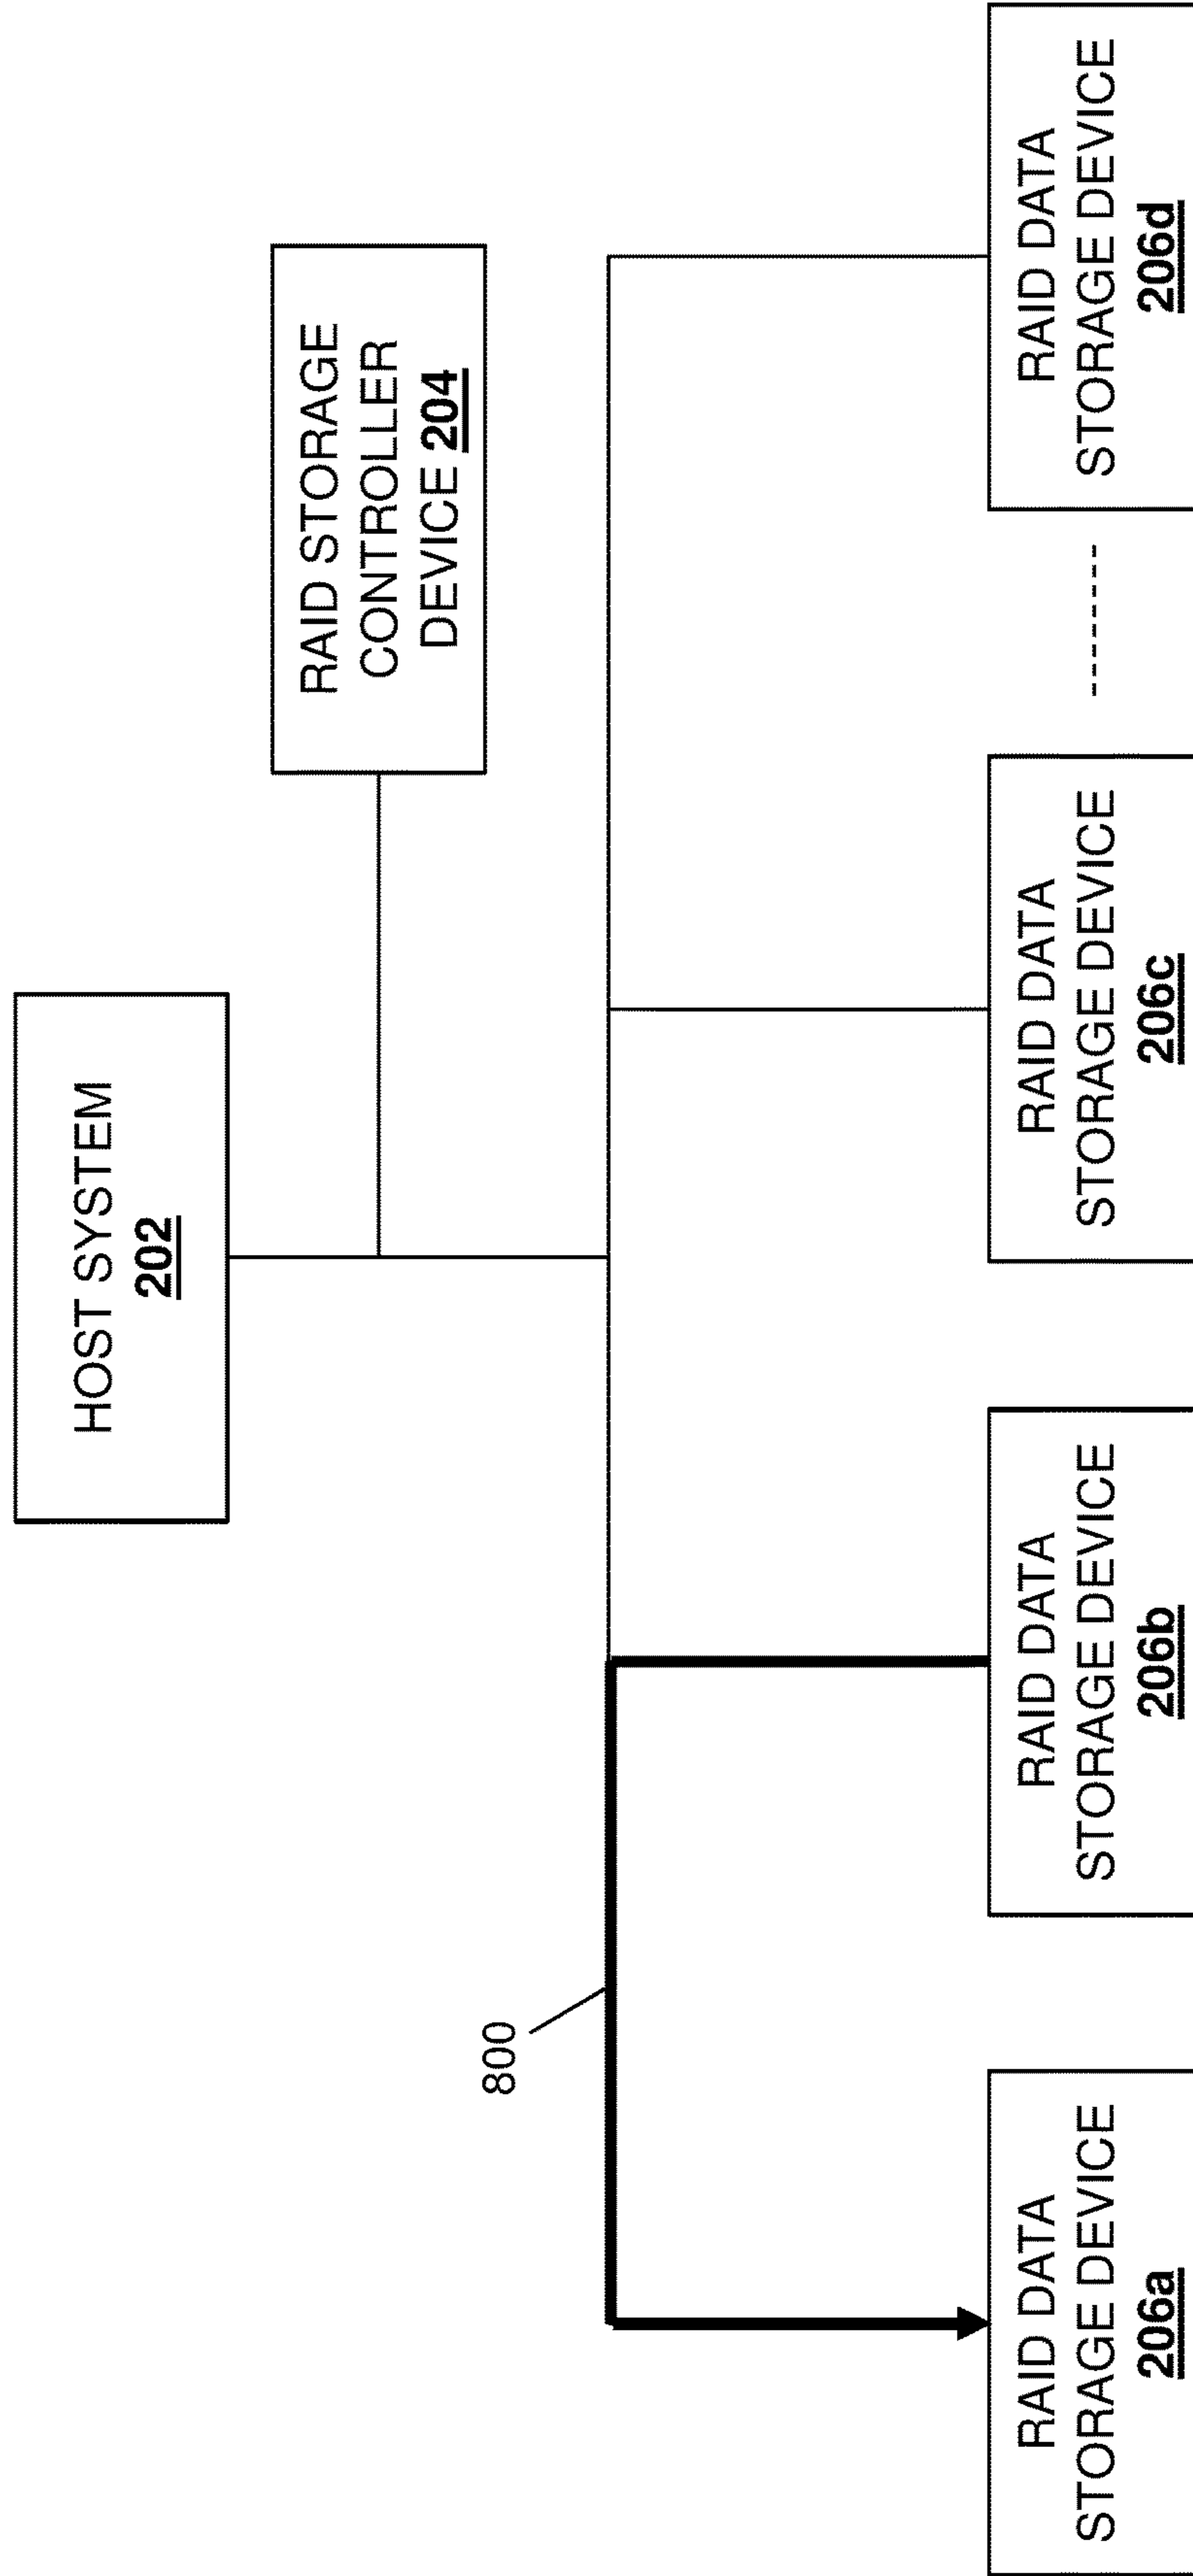 HOST SYSTEM
202
RAID STORAGE
CONTROLLER
DEVICE 204
800
RAID DATA
STORAGE DEVICE
206a
RAID DATA
STORAGE DEVICE
206b
RAID DATA
STORAGE DEVICE
206c
RAID DATA
STORAGE DEVICE
206d